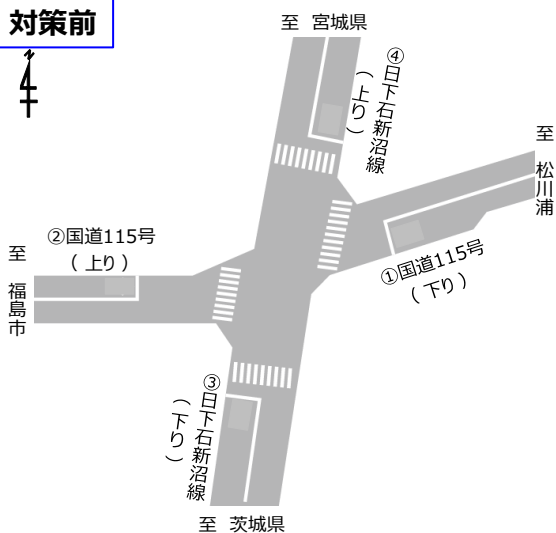 対策前
至 宮城県
④日下石新沼線
（上り）
至 松川浦
②国道115号
（ 上り ）
至 福島市
①国道115号
（ 下り ）
③日下石新沼線
（下り）
至 茨城県